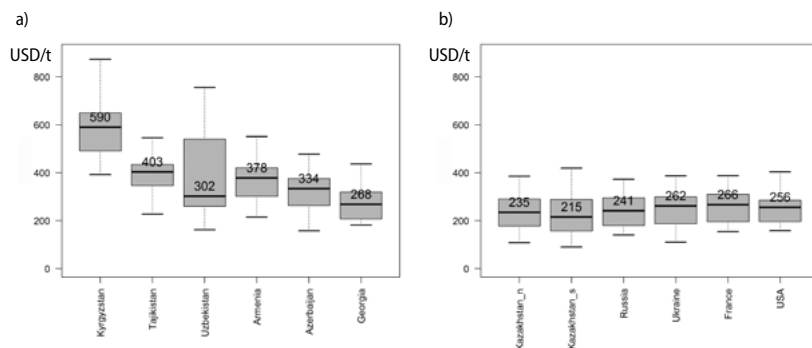 a)
USD/t
800
600
400
200
0
590
403
302
378
334
268
Kyrgyzstan
Tajikistan
Uzbekistan
Armenia
Azerbaijan
Georgia
b)
USD/t
800
600
400
200
0
235
215
241
262
266
256
Kazakhstan_n
Kazakhstan_s
Russia
Ukraine
France
USA